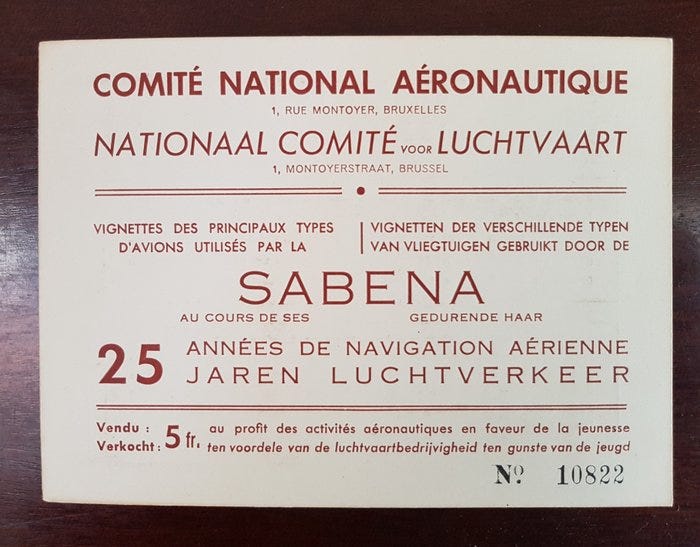 COMITÉ NATIONAL AÉRONAUTIQUE
1, RUE MONTOYER, BRUXELLES
NATIONAAL COMITÉ VOOR LUCHTVAART
1, MONTOYERSTRAAT, BRUSSEL
VIGNETTES DES PRINCIPAUX TYPES
D'AVIONS UTILISÉS PAR LA
VIGNETTEN DER VERSCHILLENDE TYPEN
VAN VLIEGTUIGEN GEBRUIKT DOOR DE
SABENA
AU COURS DE SES
GEDURENDE HAAR
25
ANNÉES DE NAVIGATION AÉRIENNE
JAREN LUCHTVERKEER
Vendu :
Verkocht :
5 fr.
au profit des activités aéronautiques en faveur de la jeunesse
ten voordele van de luchtvaartbedrijvigheid ten gunste van de jeugd
No. 10822